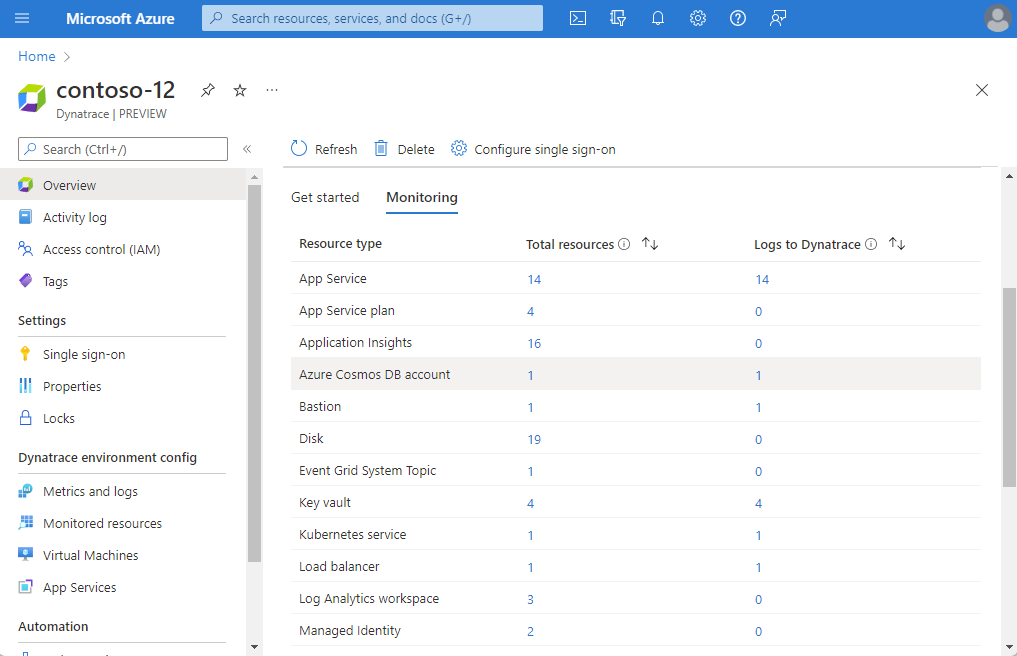 Microsoft Azure
Search resources, services, and docs (G+/)
Home
contoso-12
Dynatrace | PREVIEW
Search (Ctrl+/)
Overview
Activity log
Access control (IAM)
Tags
Settings
Single sign-on
Properties
Locks
Dynatrace environment config
Metrics and logs
Monitored resources
Virtual Machines
App Services
Automation
Refresh Delete Configure single sign-on
Get started Monitoring
Resource type Total resources Logs to Dynatrace
App Service 14 14
App Service plan 4 0
Application Insights 16 0
Azure Cosmos DB account 1 1
Bastion 1 1
Disk 19 0
Event Grid System Topic 1 0
Key vault 4 4
Kubernetes service 1 1
Load balancer 1 1
Log Analytics workspace 3 0
Managed Identity 2 0